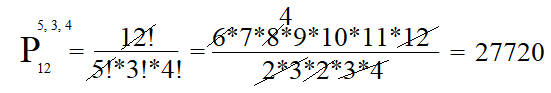 4
P 5, 3, 4 12 = 12! / 5!*3!*4! = 6*7*8*9*10*11*12 / 2*3*2*3*4 = 27720